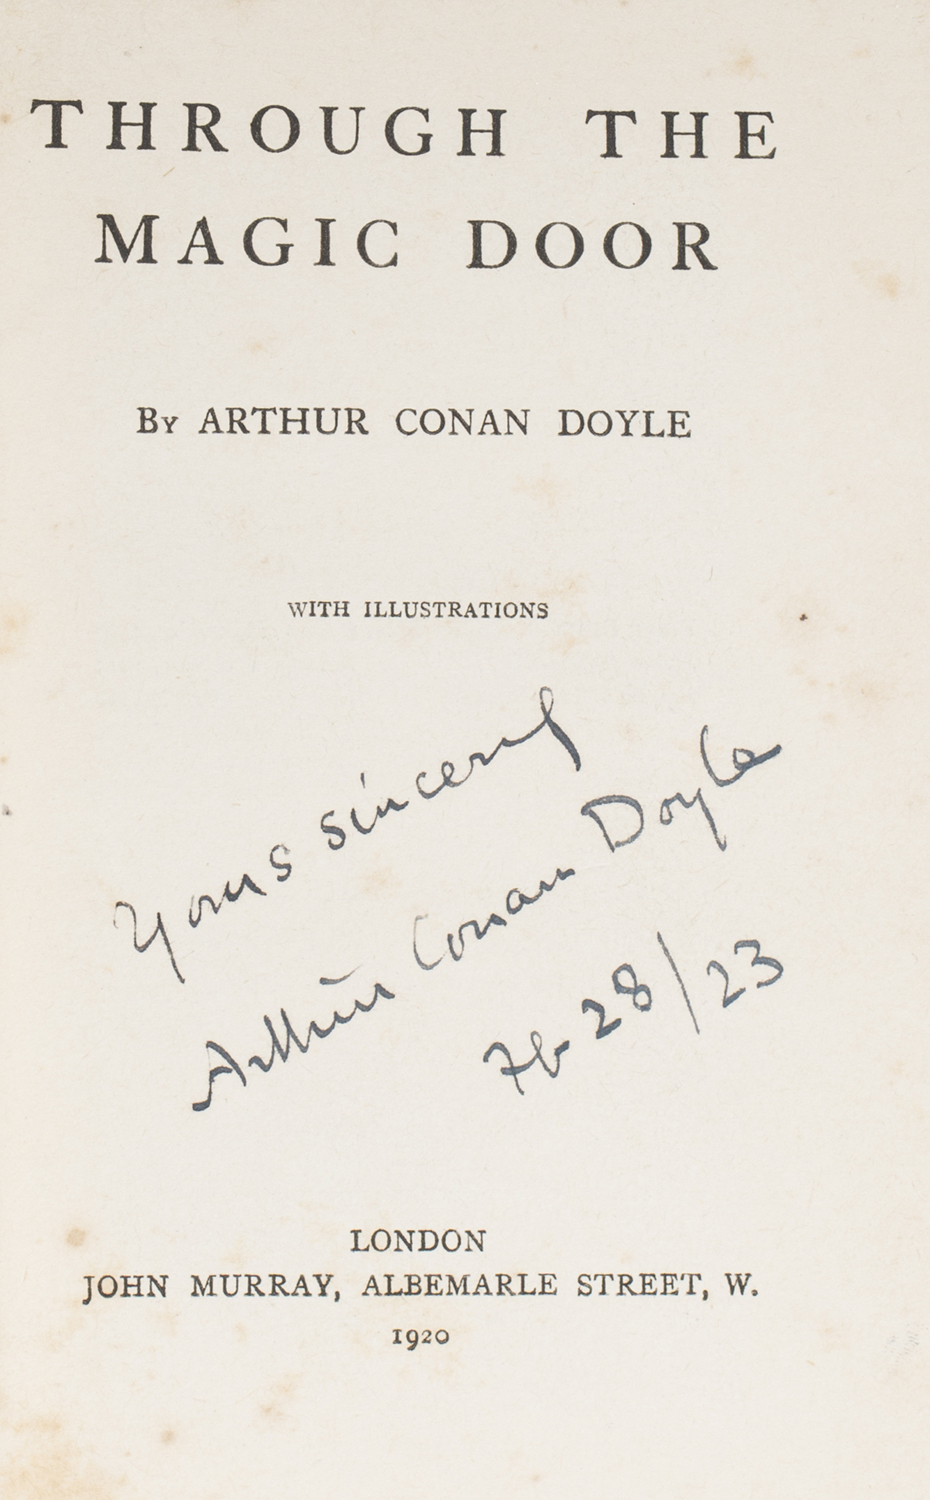 THROUGH THE
MAGIC DOOR
By ARTHUR CONAN DOYLE
WITH ILLUSTRATIONS
Yours sincerely
Arthur Conan Doyle
Feb 28/23
LONDON
JOHN MURRAY, ALBEMARLE STREET, W.
1920